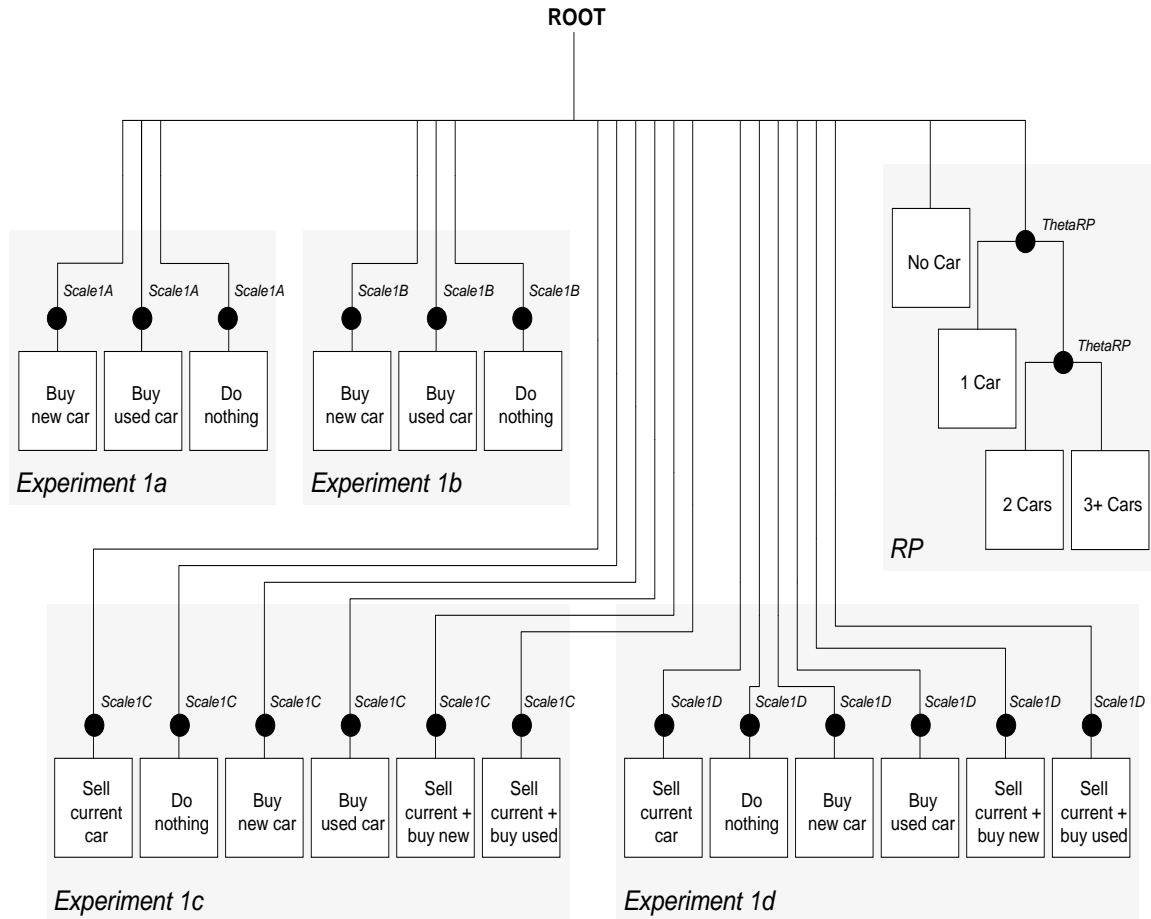 ROOT
ThetaRP
No Car
ThetaRP
1 Car
2 Cars
3+ Cars
RP
Scale1A
Scale1A
Scale1A
Buy
new car
Buy
used car
Do
nothing
Experiment 1a
Scale1B
Scale1B
Scale1B
Buy
new car
Buy
used car
Do
nothing
Experiment 1b
Scale1C
Scale1C
Scale1C
Scale1C
Scale1C
Scale1C
Sell
current
car
Do
nothing
Buy
new car
Buy
used car
Sell
current +
buy new
Sell
current +
buy used
Experiment 1c
Scale1D
Scale1D
Scale1D
Scale1D
Scale1D
Scale1D
Sell
current
car
Do
nothing
Buy
new car
Buy
used car
Sell
current +
buy new
Sell
current +
buy used
Experiment 1d